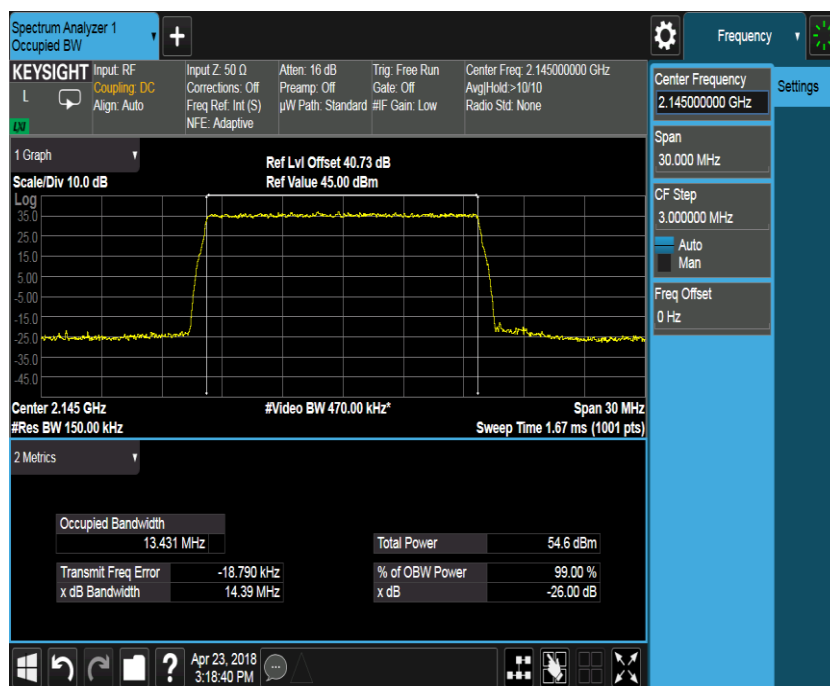 Spectrum Analyzer 1
Occupied BW
Frequency
KEYSIGHT
L
LXI
Input: RF
Coupling: DC
Align: Auto
Input Z: 50 Ω
Corrections: Off
Freq Ref: Int (S)
NFE: Adaptive
Atten: 16 dB
Preamp: Off
µW Path: Standard
Trig: Free Run
Gate: Off
#IF Gain: Low
Center Freq: 2.145000000 GHz
Avg|Hold:>10/10
Radio Std: None
Center Frequency
2.145000000 GHz
Settings
Span
30.000 MHz
CF Step
3.000000 MHz
Auto
Man
Freq Offset
0 Hz
1 Graph
Scale/Div 10.0 dB
Ref Lvl Offset 40.73 dB
Ref Value 45.00 dBm
Log
35.0
25.0
15.0
5.00
-5.00
-15.0
-25.0
-35.0
-45.0
Center 2.145 GHz
#Video BW 470.00 kHz*
Span 30 MHz
#Res BW 150.00 kHz
Sweep Time 1.67 ms (1001 pts)
2 Metrics
Occupied Bandwidth
13.431 MHz
Total Power 54.6 dBm
Transmit Freq Error -18.790 kHz
% of OBW Power 99.00 %
x dB Bandwidth 14.39 MHz
x dB -26.00 dB
Apr 23, 2018
3:18:40 PM